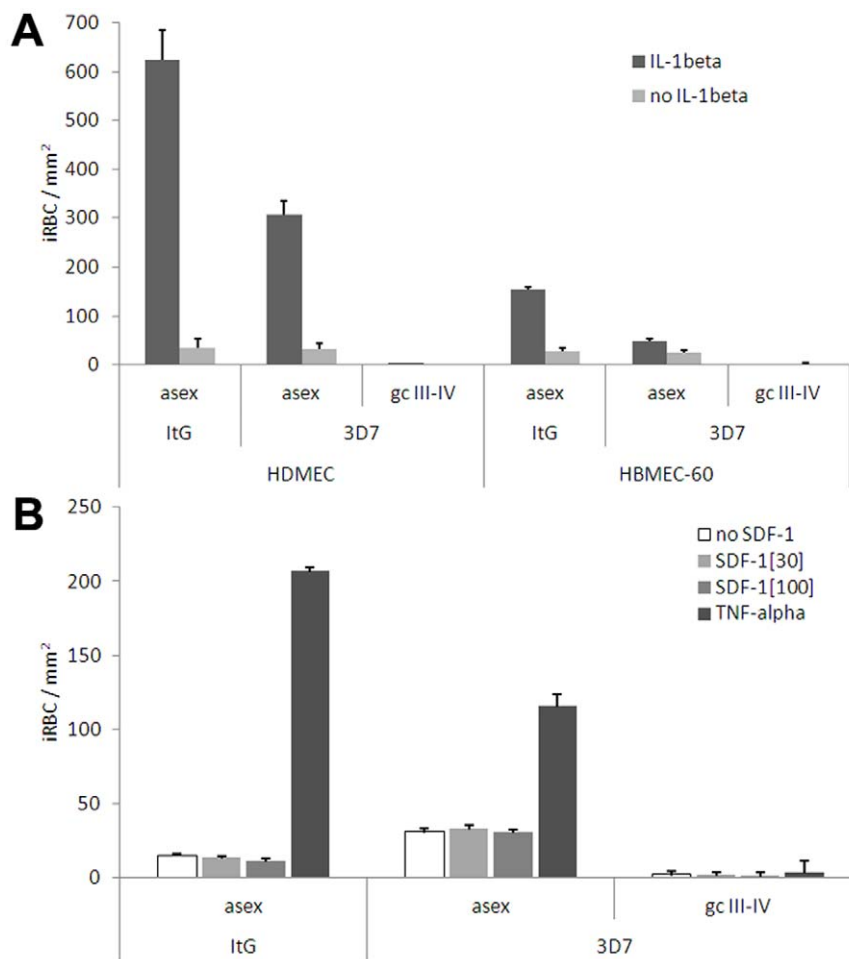 A
700
600
500
400
300
200
100
0
iRBC / mm²
IL-1beta
no IL-1beta
asex asex gc III-IV asex asex gc III-IV
ItG 3D7 ItG 3D7
HDMEC HBMEC-60
B
250
200
150
100
50
0
iRBC / mm²
no SDF-1
SDF-1[30]
SDF-1[100]
TNF-alpha
asex asex gc III-IV
ItG 3D7